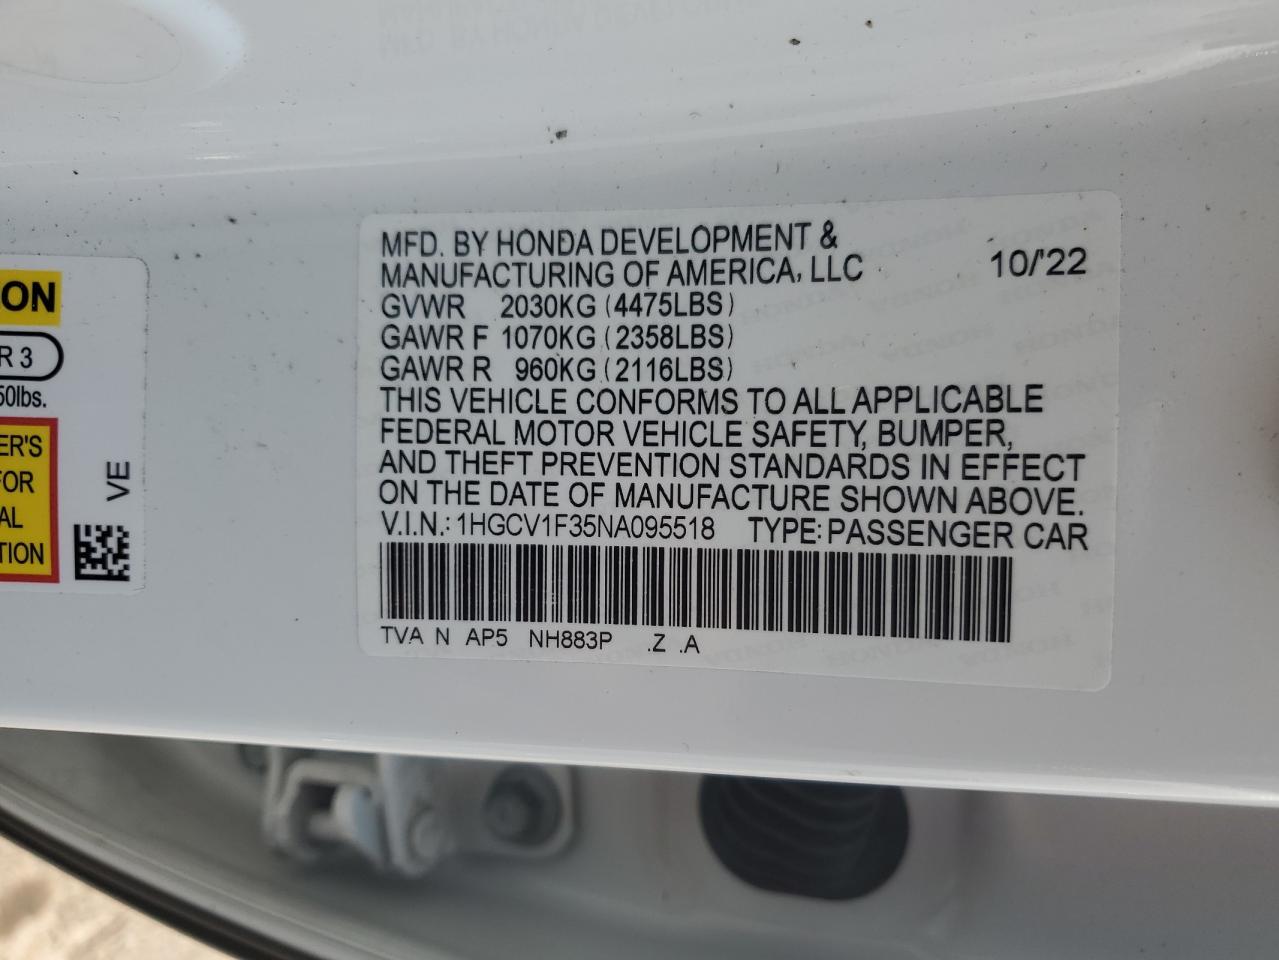 MFD. BY HONDA DEVELOPMENT &
MANUFACTURING OF AMERICA, LLC 10/'22
GVWR 2030KG (4475LBS)
GAWR F 1070KG (2358LBS)
GAWR R 960KG (2116LBS)
THIS VEHICLE CONFORMS TO ALL APPLICABLE
FEDERAL MOTOR VEHICLE SAFETY, BUMPER,
AND THEFT PREVENTION STANDARDS IN EFFECT
ON THE DATE OF MANUFACTURE SHOWN ABOVE.
V.I.N.: 1HGCV1F35NA095518 TYPE: PASSENGER CAR
TVA N AP5 NH883P .Z .A
ON
R 3
50lbs.
ER'S
FOR
AL
TION
VE